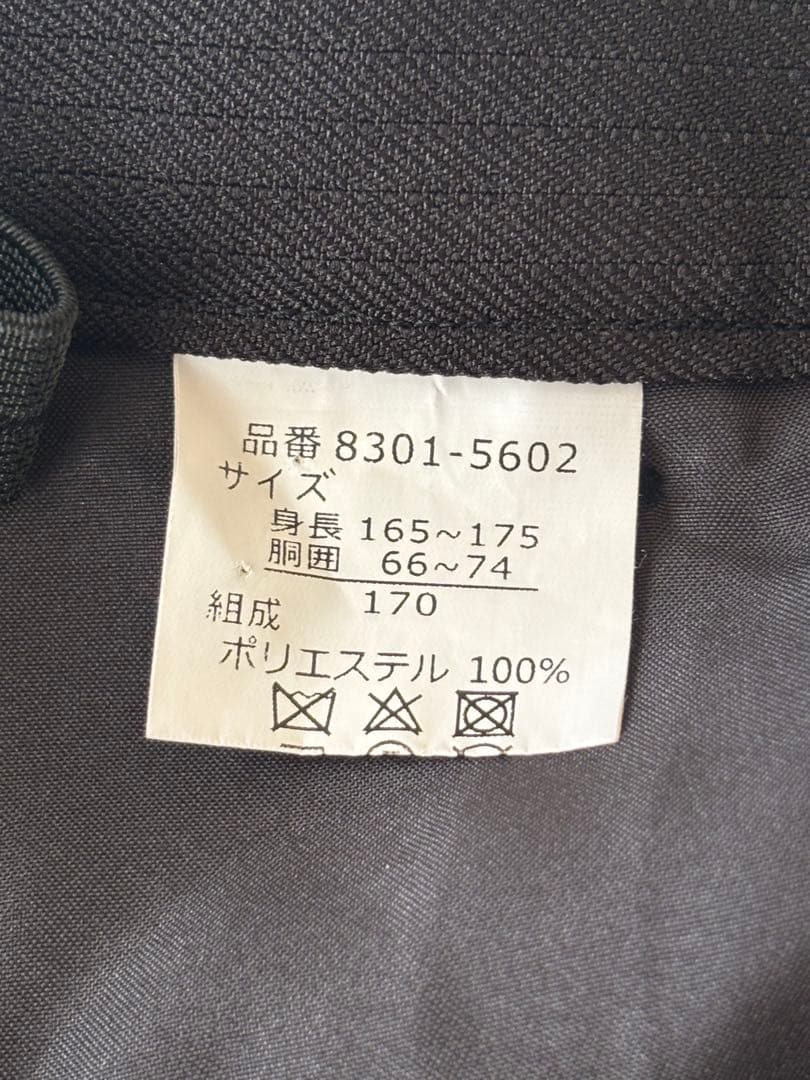 品番 8301-5602
サイズ
身長 165~175
胴囲 66~74
170
組成
ポリエステル 100%